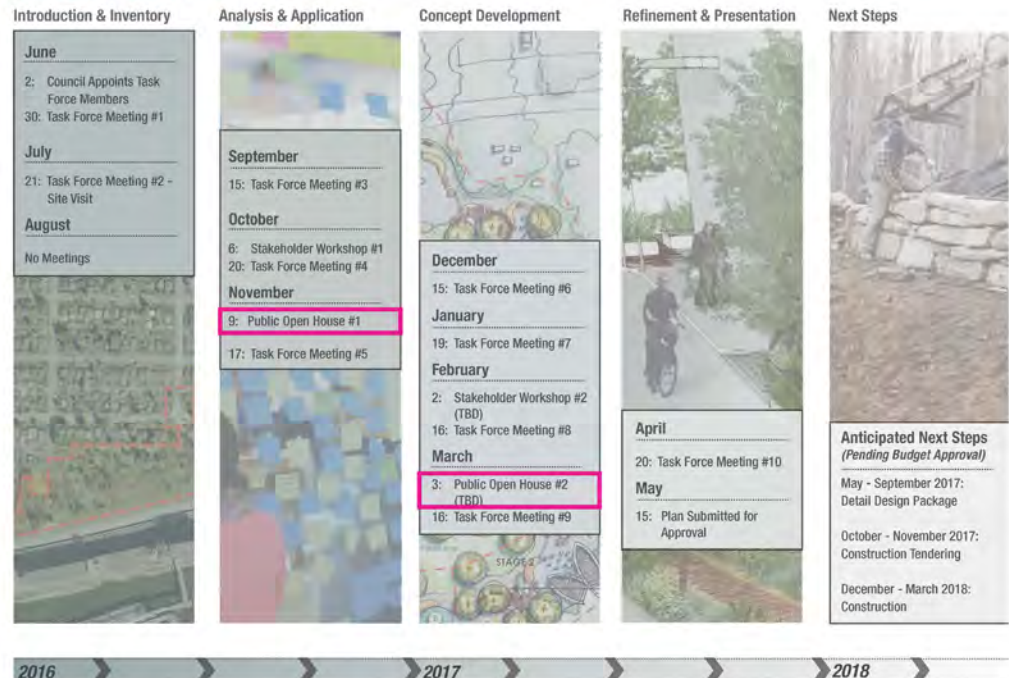 Introduction & Inventory
June
2: Council Appoints Task
Force Members
30: Task Force Meeting #1
July
21: Task Force Meeting #2 -
Site Visit
August
No Meetings
Analysis & Application
September
15: Task Force Meeting #3
October
6: Stakeholder Workshop #1
20: Task Force Meeting #4
November
9: Public Open House #1
17: Task Force Meeting #5
Concept Development
December
15: Task Force Meeting #6
January
19: Task Force Meeting #7
February
2: Stakeholder Workshop #2
(TBD)
16: Task Force Meeting #8
March
3: Public Open House #2
(TBD)
16: Task Force Meeting #9
STAGE 2
Refinement & Presentation
April
20: Task Force Meeting #10
May
15: Plan Submitted for
Approval
Next Steps
Anticipated Next Steps
(Pending Budget Approval)
May - September 2017:
Detail Design Package
October - November 2017:
Construction Tendering
December - March 2018:
Construction
2016
2017
2018